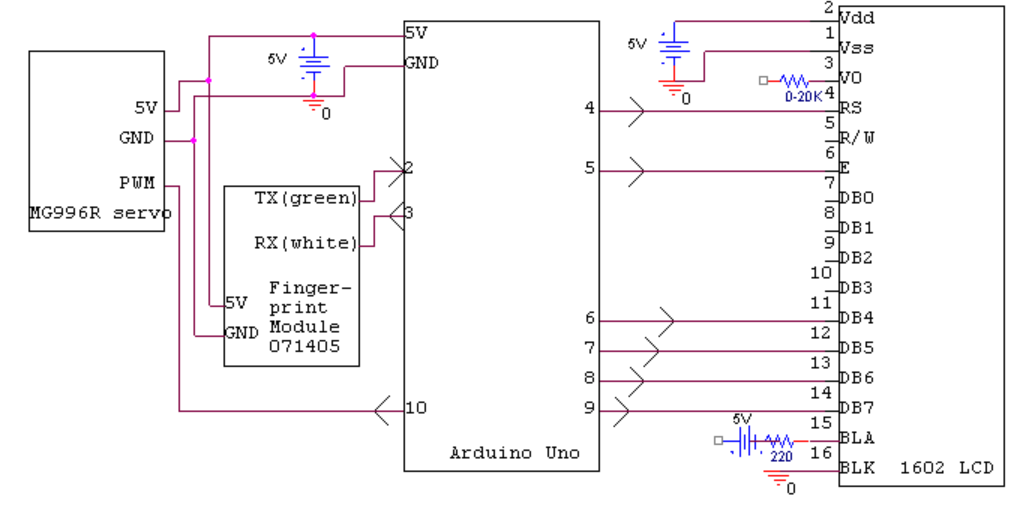 5V
GND
PWM
MG996R servo
5V
0
TX(green)
RX(white)
5V
GND
Finger-
print
Module
071405
5V
GND
2
3
10
4
5
6
7
8
9
Arduino Uno
5V
0
0-20K
2 Vdd
1 Vss
3 VO
4 RS
5 R/W
6 E
7 DB0
8 DB1
9 DB2
10 DB3
11 DB4
12 DB5
13 DB6
14 DB7
15 BLA
16 BLK
5V
220
0
1602 LCD